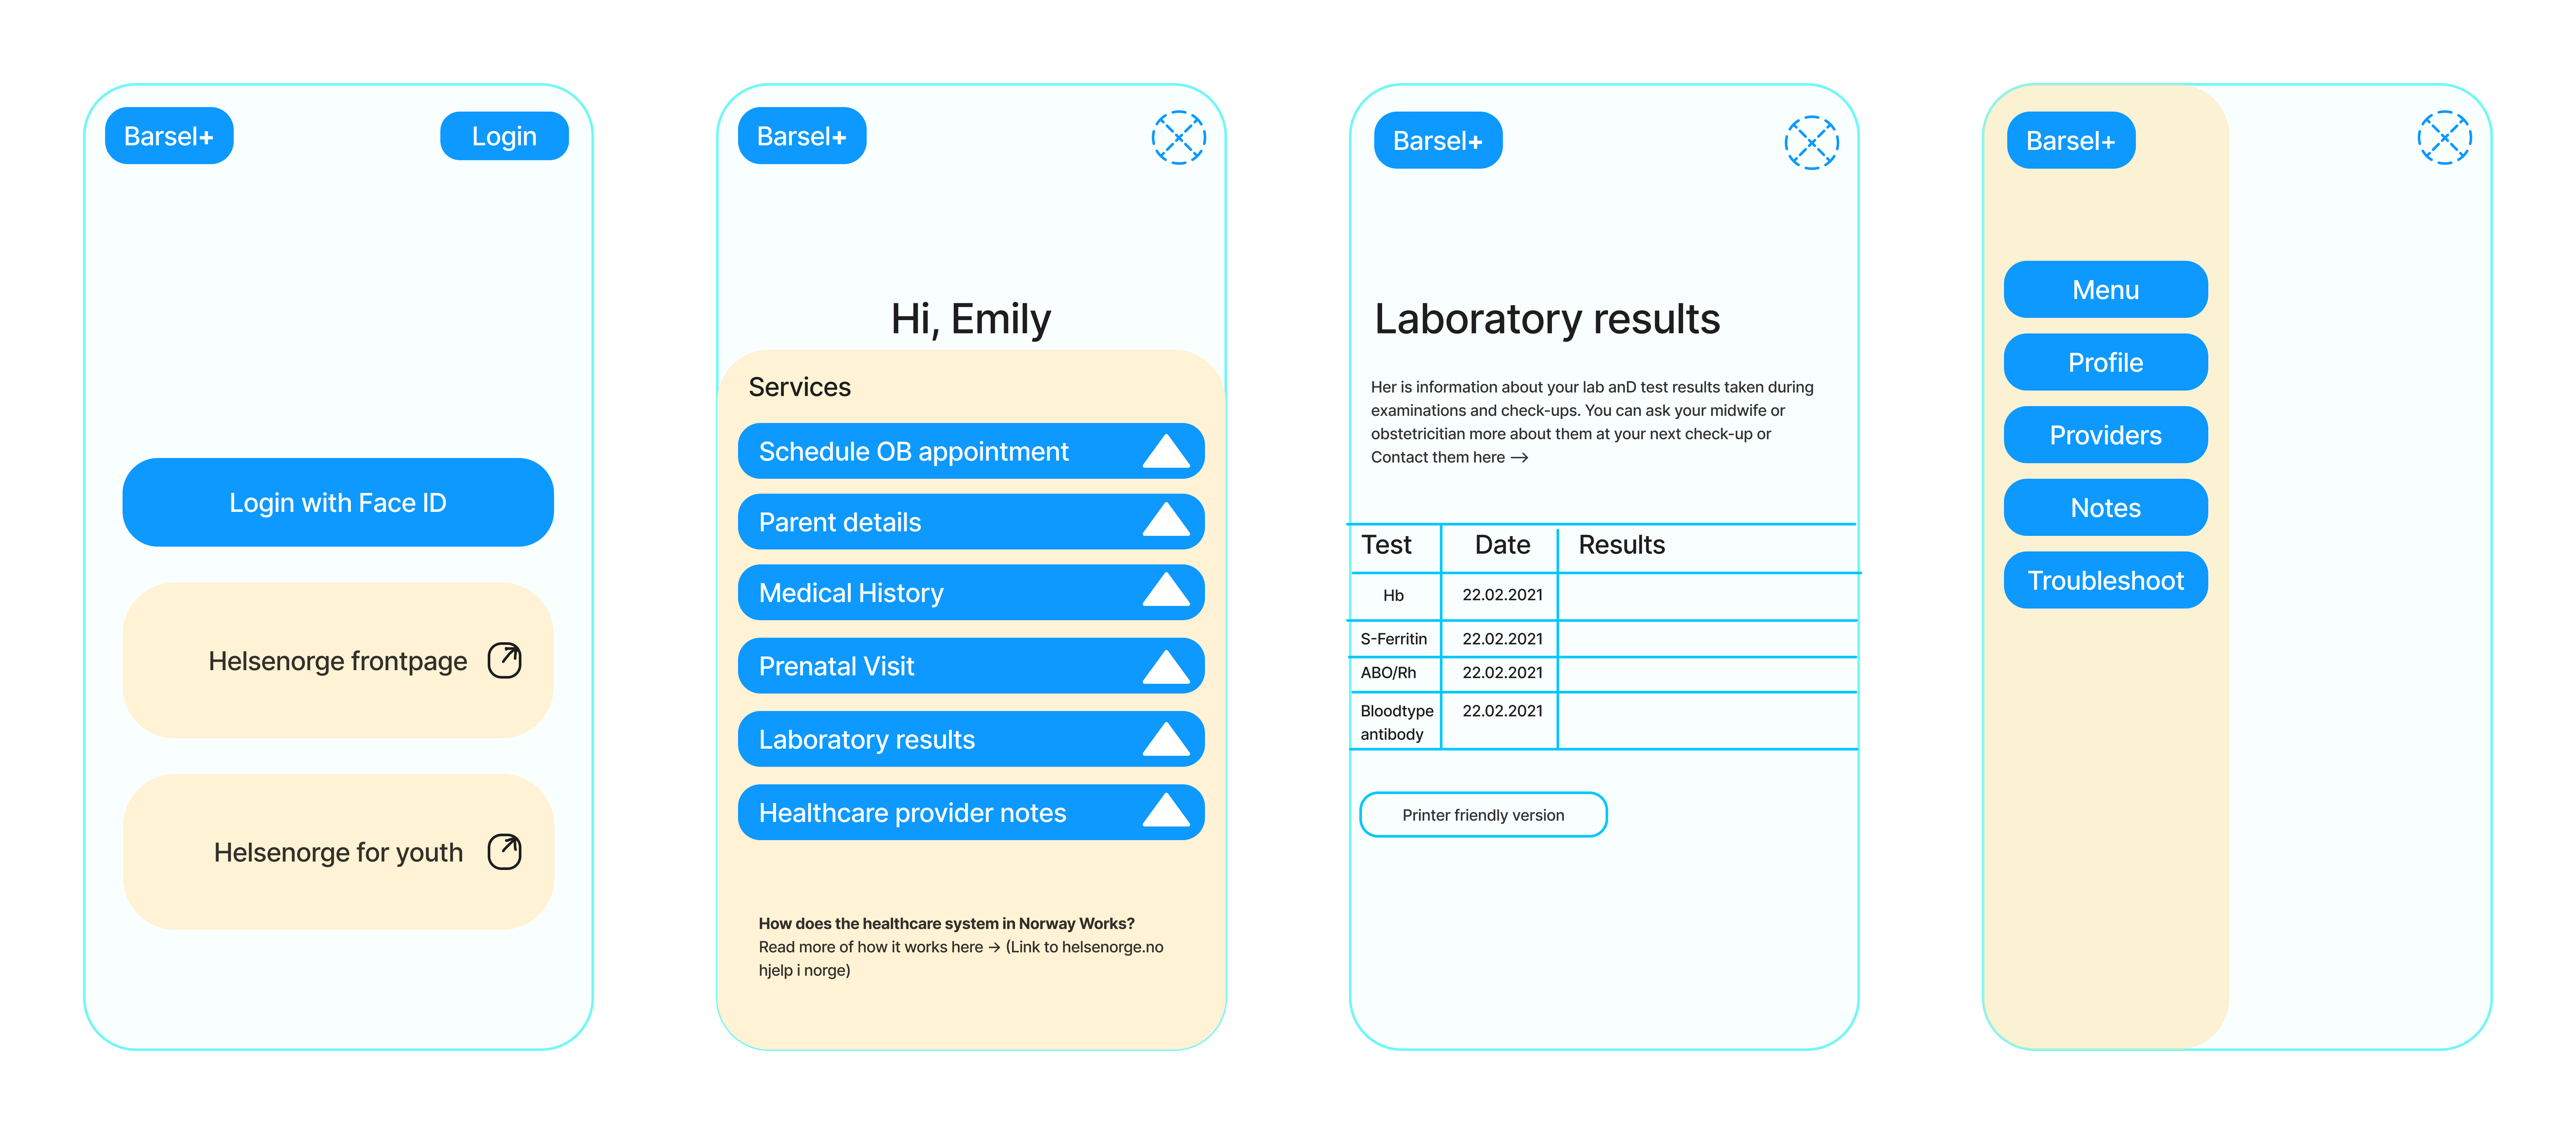 Barsel+
Login
Login with Face ID
Helsenorge frontpage
Helsenorge for youth
Barsel+
Hi, Emily
Services
Schedule OB appointment
Parent details
Medical History
Prenatal Visit
Laboratory results
Healthcare provider notes
How does the healthcare system in Norway Works?
Read more of how it works here → (Link to helsenorge.no
hjelp i norge)
Barsel+
Laboratory results
Her is information about your lab anD test results taken during
examinations and check-ups. You can ask your midwife or
obstetricitian more about them at your next check-up or
Contact them here →
Test Date Results
Hb 22.02.2021
S-Ferritin 22.02.2021
ABO/Rh 22.02.2021
Bloodtype 22.02.2021
antibody
Printer friendly version
Barsel+
Menu
Profile
Providers
Notes
Troubleshoot